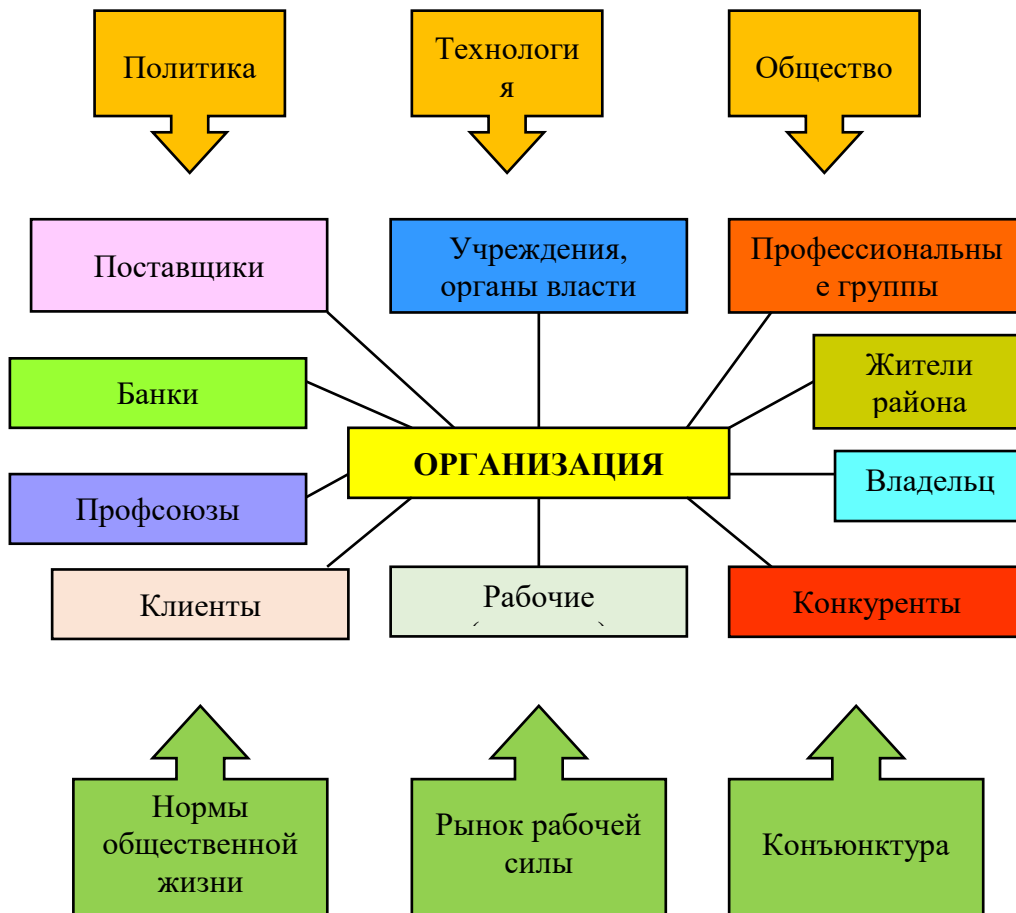 Политика
Технологи
я
Общество
Поставщики
Учреждения,
органы власти
Профессиональны
е группы
Банки
Жители
района
ОРГАНИЗАЦИЯ
Профсоюзы
Владельц
Клиенты
Рабочие
Конкуренты
Нормы
общественной
жизни
Рынок рабочей
силы
Конъюнктура